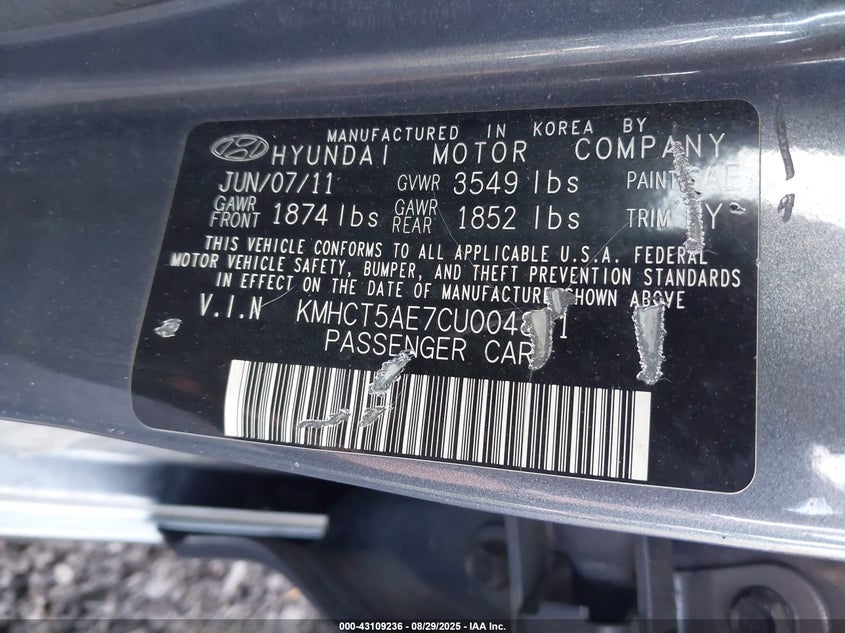 MANUFACTURED IN KOREA BY
HYUNDAI MOTOR COMPANY
JUN/07/11 GVWR 3549 lbs PAINT
GAWR FRONT 1874 lbs GAWR REAR 1852 lbs TRIM
THIS VEHICLE CONFORMS TO ALL APPLICABLE U.S.A. FEDERAL
MOTOR VEHICLE SAFETY, BUMPER, AND THEFT PREVENTION STANDARDS
IN EFFECT ON THE DATE OF MANUFACTURE SHOWN ABOVE
V.I.N
PASSENGER CAR
000-43109236 - 08/29/2025 - IAA Inc.